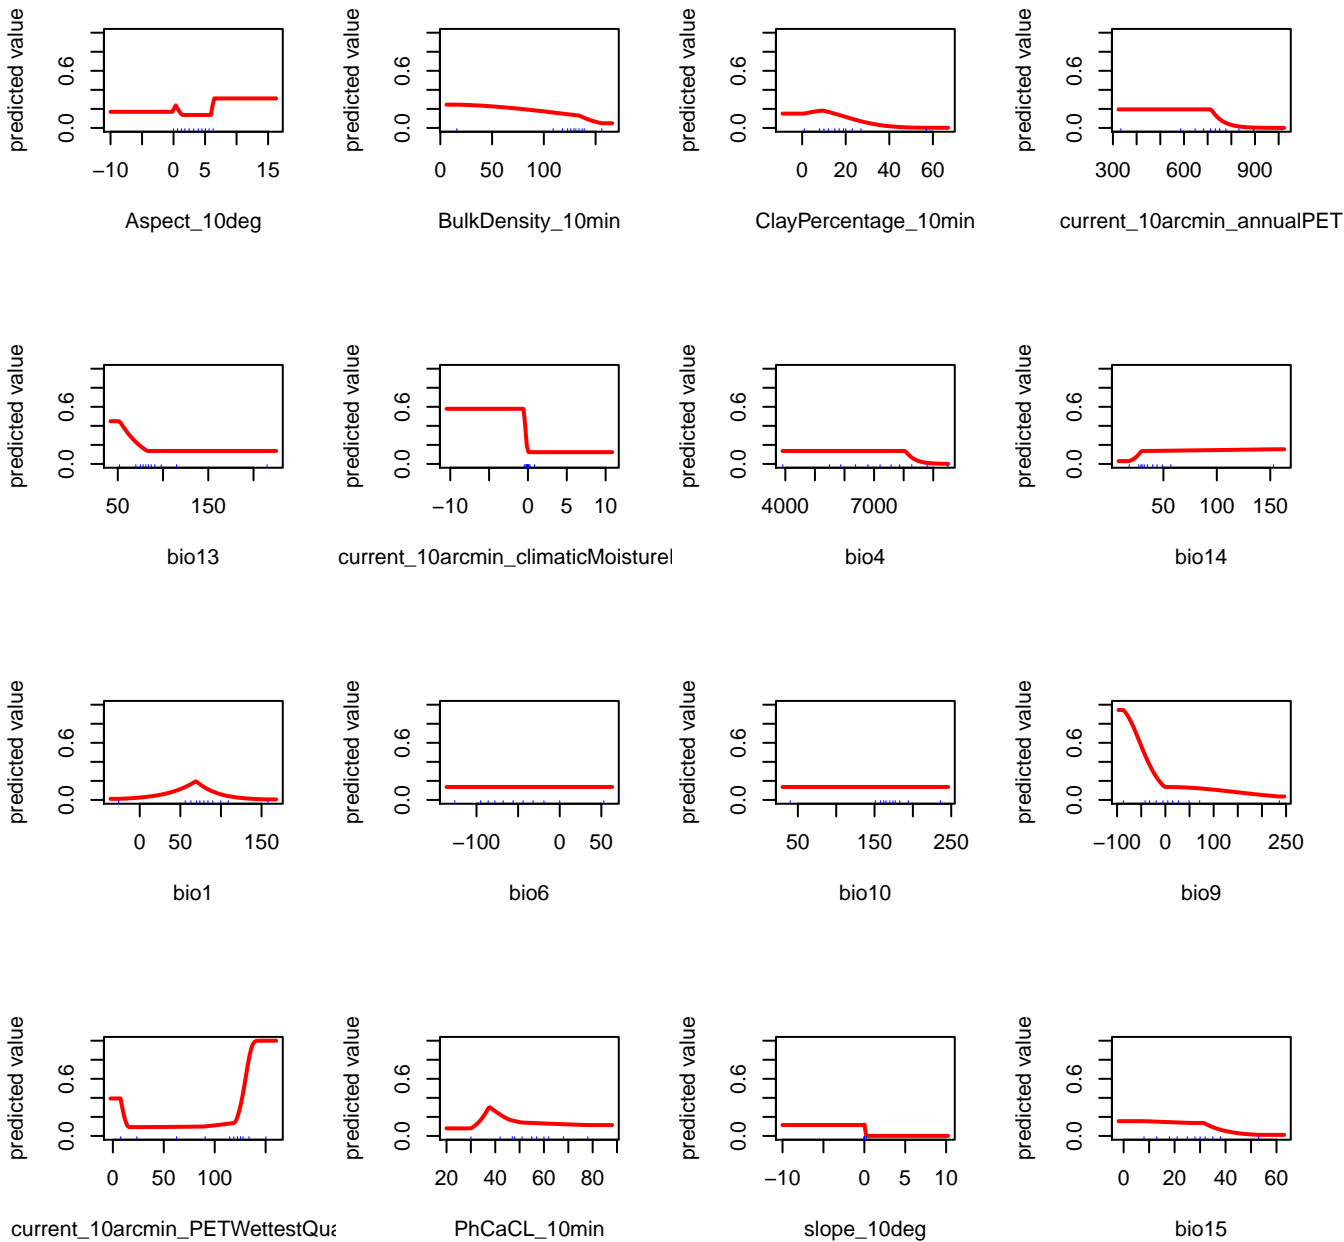 predicted value
0.0 0.6
−10 0 5 15
Aspect_10deg
predicted value
0.0 0.6
0 50 100
BulkDensity_10min
predicted value
0.0 0.6
0 20 40 60
ClayPercentage_10min
predicted value
0.0 0.6
300 600 900
current_10arcmin_annualPET
predicted value
0.0 0.6
50 150
bio13
predicted value
0.0 0.6
−10 0 5 10
current_10arcmin_climaticMoistureI
predicted value
0.0 0.6
4000 7000
bio4
predicted value
0.0 0.6
50 100 150
bio14
predicted value
0.0 0.6
0 50 150
bio1
predicted value
0.0 0.6
−100 0 50
bio6
predicted value
0.0 0.6
50 150 250
bio10
predicted value
0.0 0.6
−100 0 100 250
bio9
predicted value
0.0 0.6
0 100
current_10arcmin_PETWettestQua
predicted value
0.0 0.6
20 40 60 80
PhCaCL_10min
predicted value
0.0 0.6
−10 0 5 10
slope_10deg
predicted value
0.0 0.6
0 20 40 60
bio15